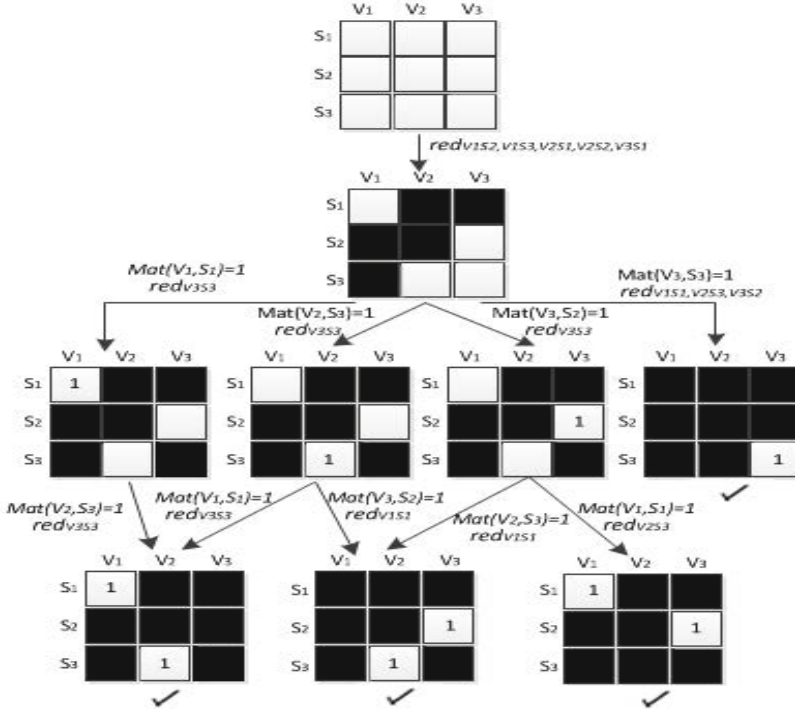 V1 V2 V3
S1
S2
S3
redV1S2,V1S3,V2S1,V2S2,V3S1
V1 V2 V3
S1
S2
S3
Mat(V1,S1)=1
redV3S3
Mat(V2,S3)=1
redV3S3
Mat(V3,S2)=1
redV3S3
Mat(V3,S3)=1
redV1S1,V2S3,V3S2
V1 V2 V3
S1 1
S2
S3
V1 V2 V3
S1
S2
S3 1
V1 V2 V3
S1
S2 1
S3
V1 V2 V3
S1
S2
S3 1
Mat(V2,S3)=1
redV3S3
Mat(V1,S1)=1
redV3S3
Mat(V3,S2)=1
redV1S1
Mat(V2,S3)=1
redV1S1
Mat(V1,S1)=1
redV2S3
V1 V2 V3
S1 1
S2
S3 1
V1 V2 V3
S1
S2 1
S3 1
V1 V2 V3
S1 1
S2 1
S3